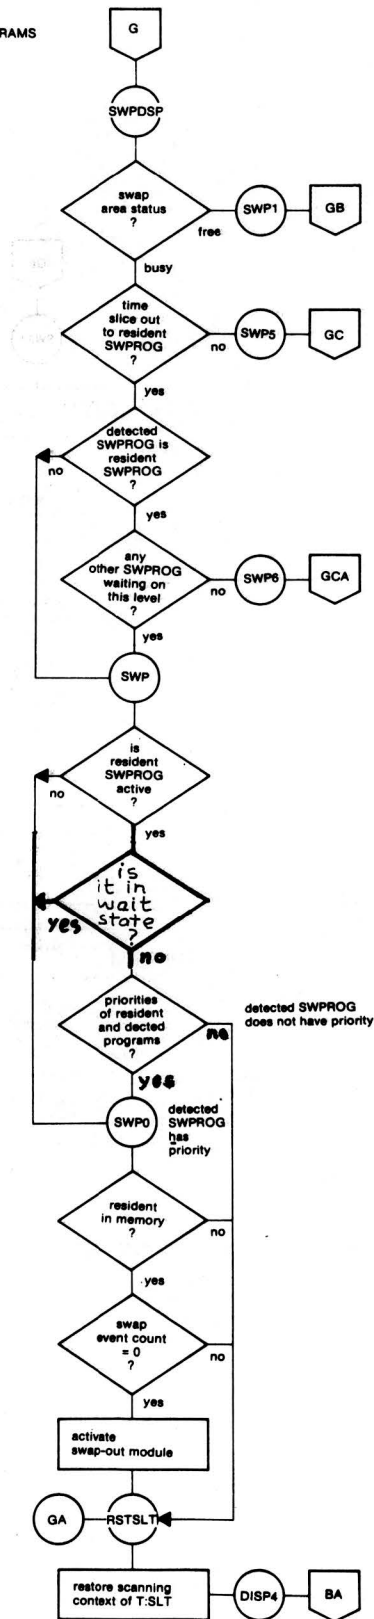 RAMS
G
SWPDSP
swap
area status
?
free
SWP1
GB
busy
time
slice out
to resident
SWPROG
?
no
SWP5
GC
yes
detected
SWPROG is
resident
SWPROG
?
no
yes
any
other SWPROG
waiting on
this level
?
no
SWP6
GCA
yes
SWP
is
resident
SWPROG
active
?
no
yes
is
it in
wait
state
?
yes
no
priorities
of resident
and dected
programs
?
no
detected SWPROG
does not have priority
yes
SWP0
detected
SWPROG
has
priority
resident
in memory
?
no
yes
swap
event count
= 0
?
no
yes
activate
swap-out module
GA
RSTSLT
restore scanning
context of T:SLT
DISP4
BA